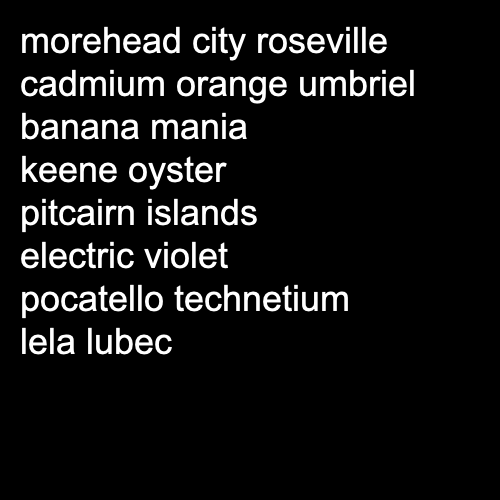 morehead city roseville
cadmium orange umbriel
banana mania
keene oyster
pitcairn islands
electric violet
pocatello technetium
lela lubec